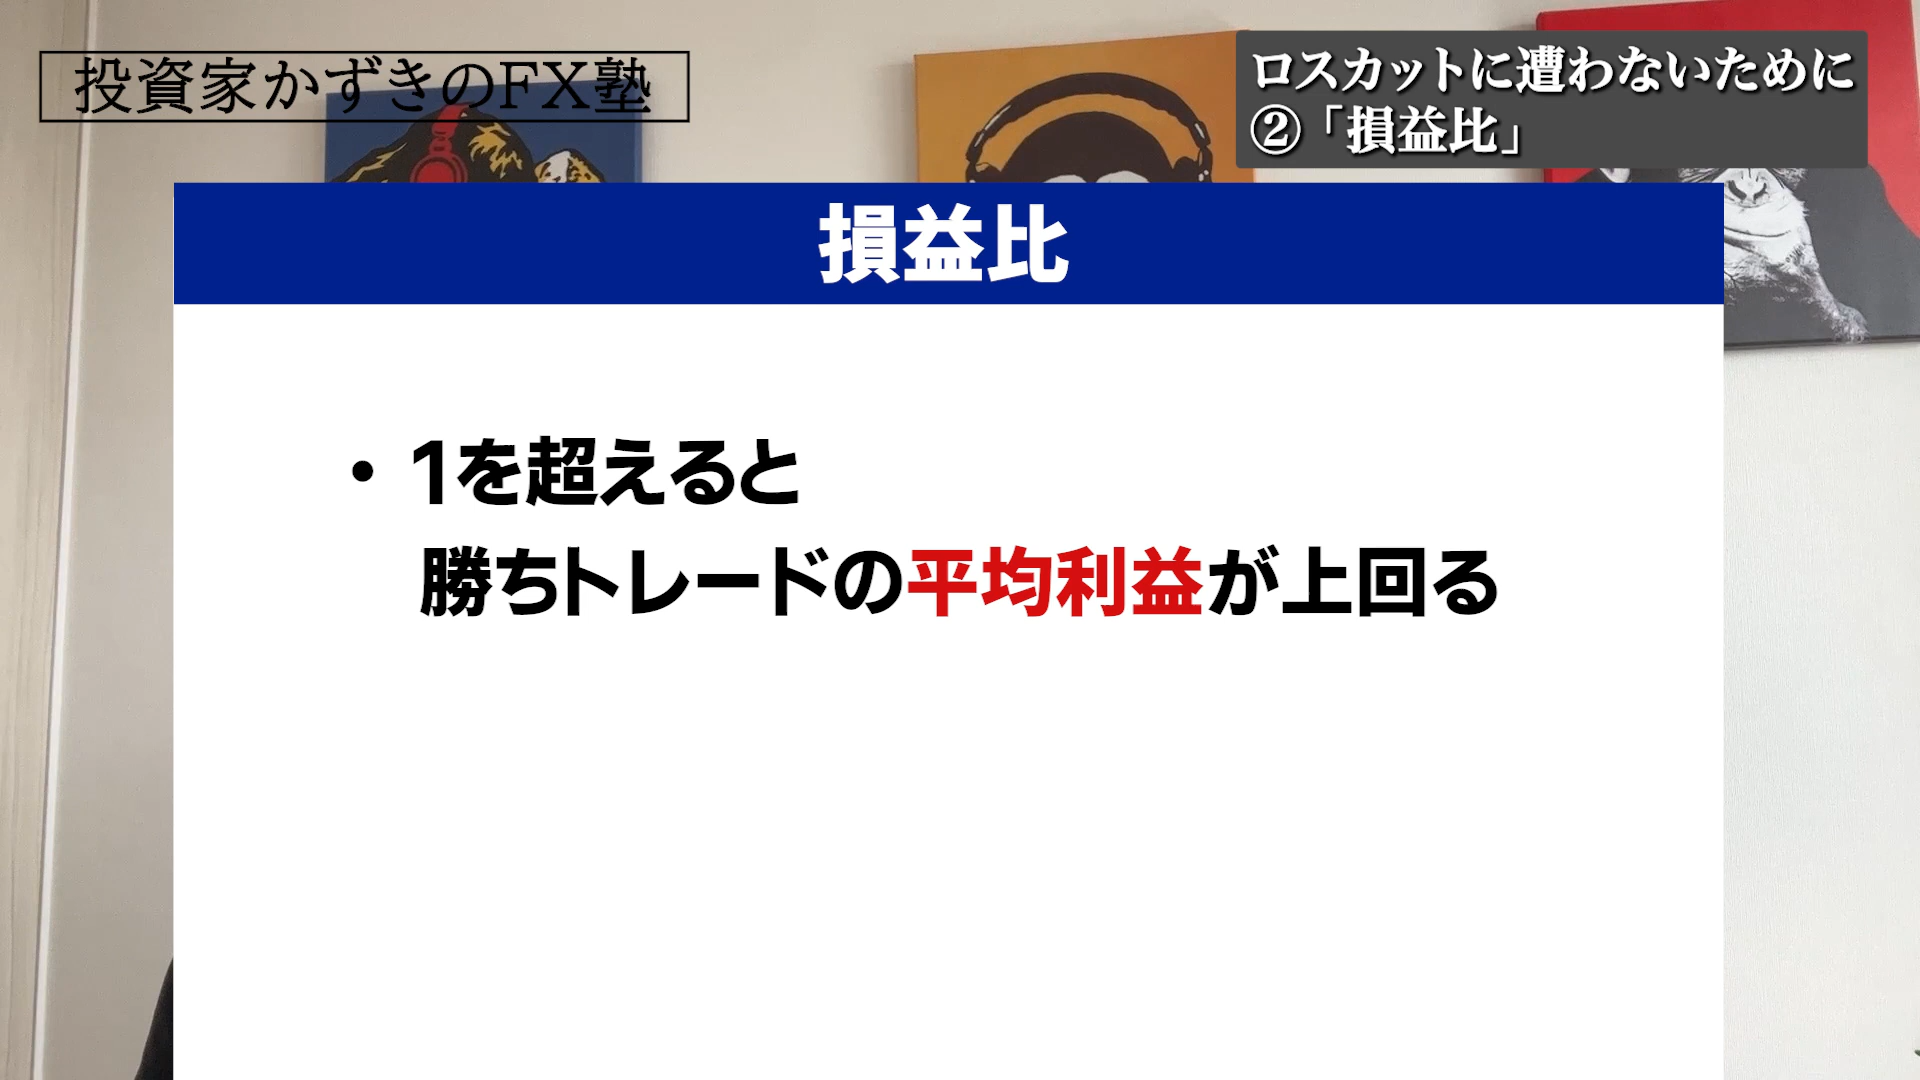 投資家かずきのFX塾
ロスカットに遭わないために
②「損益比」
損益比
・1を超えると
勝ちトレードの平均利益が上回る